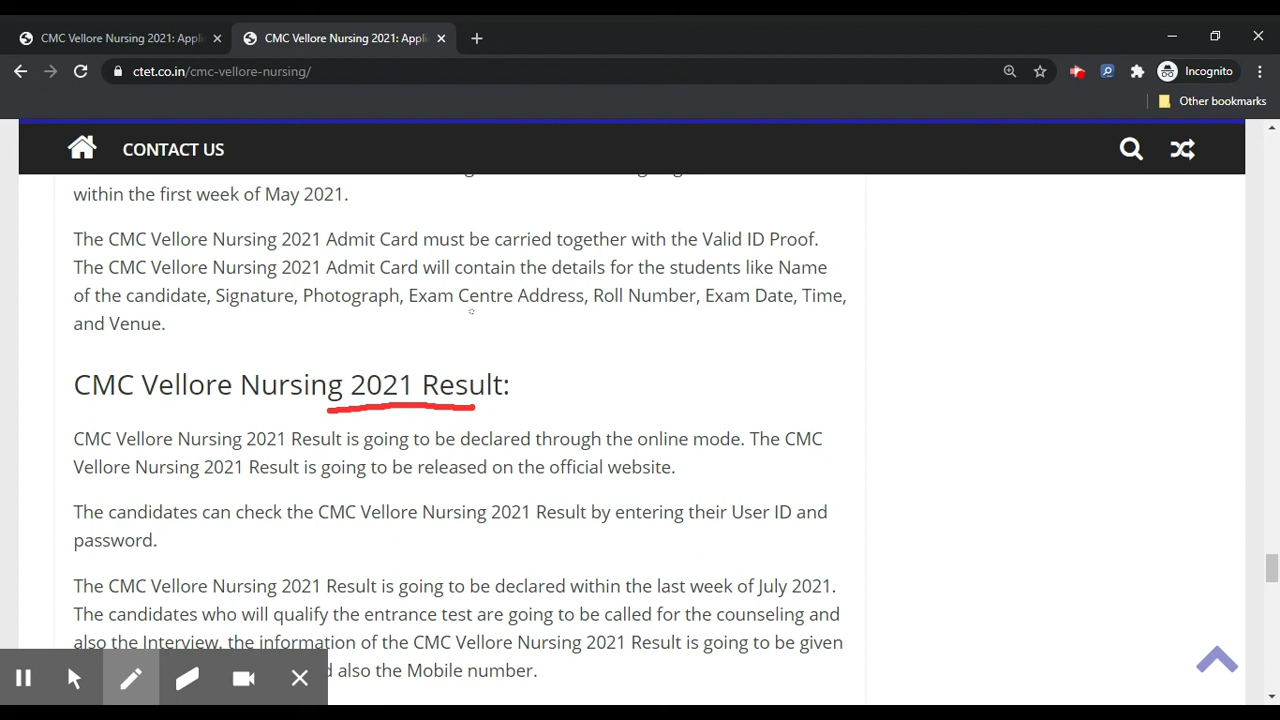 CMC Vellore Nursing 2021: Appli
CMC Vellore Nursing 2021: Appli
ctet.co.in/cmc-vellore-nursing/
Incognito
Other bookmarks
CONTACT US
within the first week of May 2021.
The CMC Vellore Nursing 2021 Admit Card must be carried together with the Valid ID Proof.
The CMC Vellore Nursing 2021 Admit Card will contain the details for the students like Name
of the candidate, Signature, Photograph, Exam Centre Address, Roll Number, Exam Date, Time,
and Venue.
CMC Vellore Nursing 2021 Result:
CMC Vellore Nursing 2021 Result is going to be declared through the online mode. The CMC
Vellore Nursing 2021 Result is going to be released on the official website.
The candidates can check the CMC Vellore Nursing 2021 Result by entering their User ID and
password.
The CMC Vellore Nursing 2021 Result is going to be declared within the last week of July 2021.
The candidates who will qualify the entrance test are going to be called for the counseling and
also the Interview, the information of the CMC Vellore Nursing 2021 Result is going to be given
also the Mobile number.